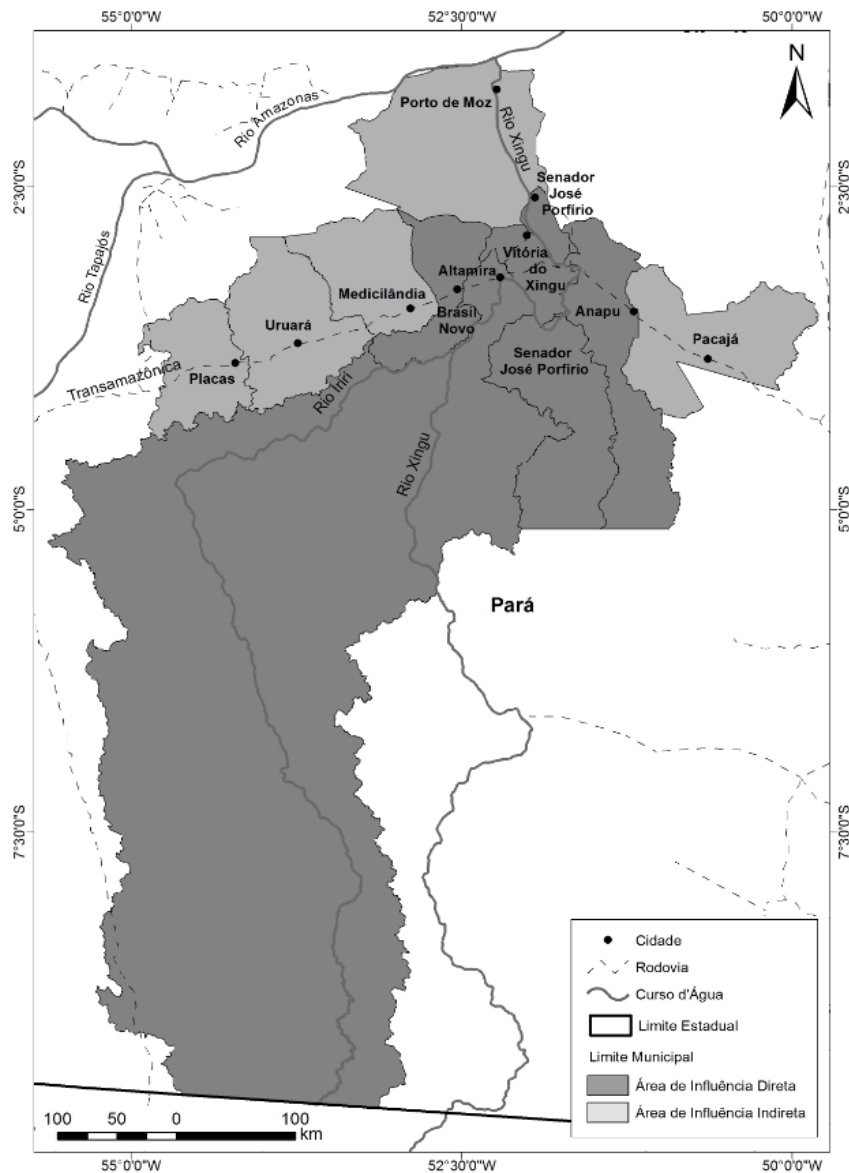 55°0'0"W 52°30'0"W 50°0'0"W
N
Porto de Moz
Rio Amazonas
Rio Xingu
2°30'0"S
2°30'0"S
Senador
José
Porfírio
Rio Tapajós
Vitória
do
Xingu
Altamira
Medicilândia
Brasil
Novo
Anapu
Uruará
Pacajá
Senador
José Porfírio
Transamazônica
Placas
Rio Iriri
Rio Xingu
5°0'0"S
5°0'0"S
Pará
7°30'0"S
7°30'0"S
Cidade
Rodovia
Curso d'Água
Limite Estadual
Limite Municipal
Área de Influência Direta
Área de Influência Indireta
100 50 0 100
km
55°0'0"W 52°30'0"W 50°0'0"W